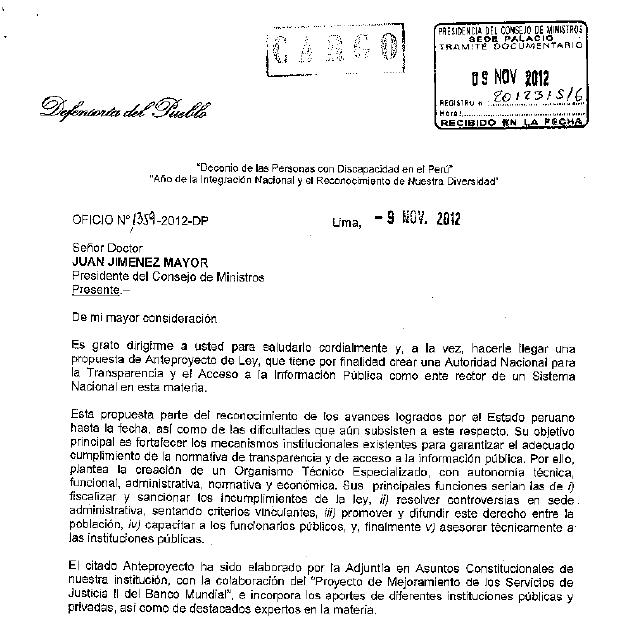 CARGO
PRESIDENCIA DEL CONSEJO DE MINISTROS
SEDE PALACIO
TRAMITE DOCUMENTARIO
09 NOV 2012
REGISTRO N
Hora:
RECIBIDO EN LA FECHA
Defensoría del Pueblo
"Decenio de las Personas con Discapacidad en el Perú"
"Año de la Integración Nacional y el Reconocimiento de Nuestra Diversidad"
OFICIO Nº 1359-2012-DP Lima, - 9 NOV. 2012
Señor Doctor
JUAN JIMENEZ MAYOR
Presidente del Consejo de Ministros
Presente.–
De mi mayor consideración
Es grato dirigirme a usted para saludarlo cordialmente y, a la vez, hacerle llegar una
propuesta de Anteproyecto de Ley, que tiene por finalidad crear una Autoridad Nacional para
la Transparencia y el Acceso a la Información Pública como ente rector de un Sistema
Nacional en esta materia.
Esta propuesta parte del reconocimiento de los avances logrados por el Estado peruano
hasta la fecha, así como de las dificultades que aún subsisten a este respecto. Su objetivo
principal es fortalecer los mecanismos institucionales existentes para garantizar el adecuado
cumplimiento de la normativa de transparencia y de acceso a la información pública. Por ello,
plantea la creación de un Organismo Técnico Especializado, con autonomía técnica,
funcional, administrativa, normativa y económica. Sus principales funciones serían las de i)
fiscalizar y sancionar los incumplimientos de la ley, ii) resolver controversias en sede
administrativa, sentando criterios vinculantes, iii) promover y difundir este derecho entre la
población, iv) capacitar a los funcionarios públicos, y, finalmente v) asesorar técnicamente a
las instituciones públicas.
El citado Anteproyecto ha sido elaborado por la Adjuntía en Asuntos Constitucionales de
nuestra institución, con la colaboración del "Proyecto de Mejoramiento de los Servicios de
Justicia II del Banco Mundial", e incorpora los aportes de diferentes instituciones públicas y
privadas, así como de destacados expertos en la materia.